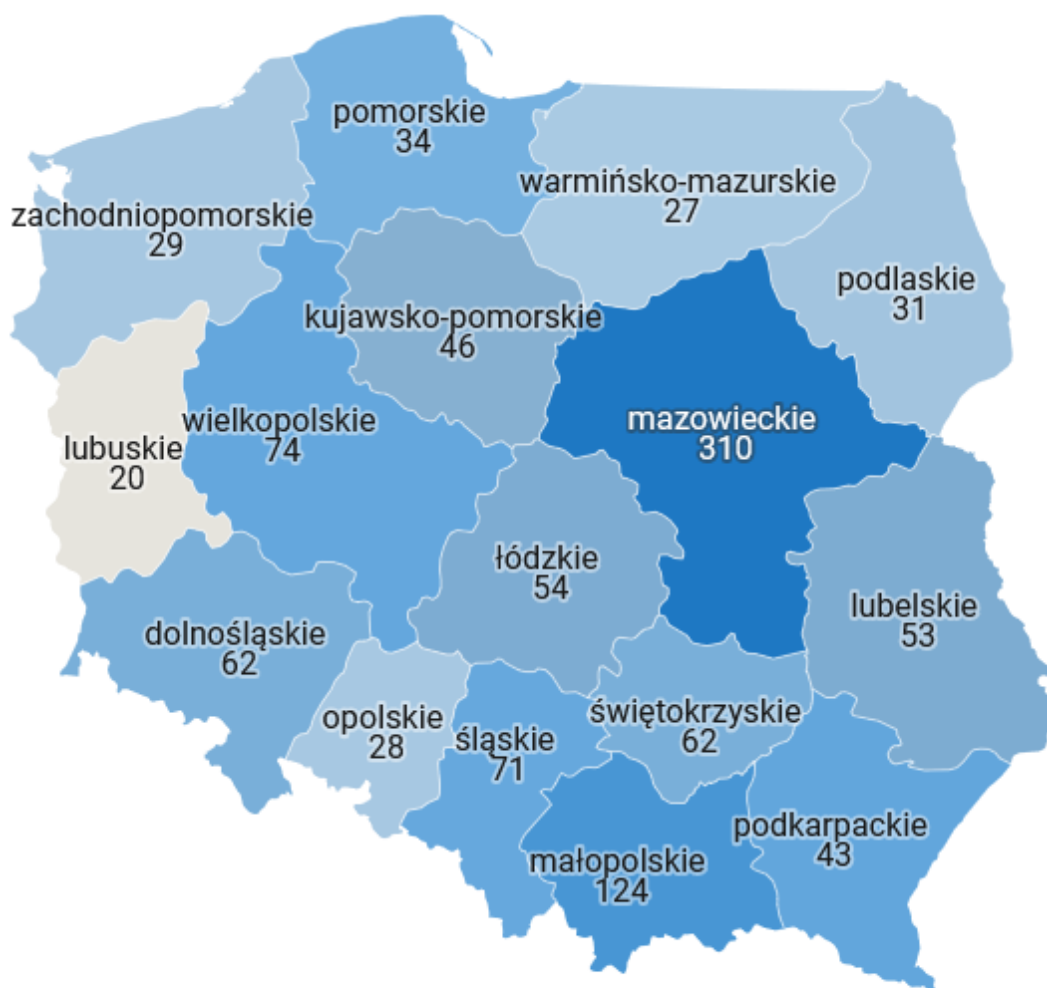 pomorskie
34
warmińsko-mazurskie
27
zachodniopomorskie
29
podlaskie
31
kujawsko-pomorskie
46
mazowieckie
310
wielkopolskie
74
lubuskie
20
łódzkie
54
lubelskie
53
dolnośląskie
62
opolskie
28
śląskie
71
świętokrzyskie
62
podkarpackie
43
małopolskie
124